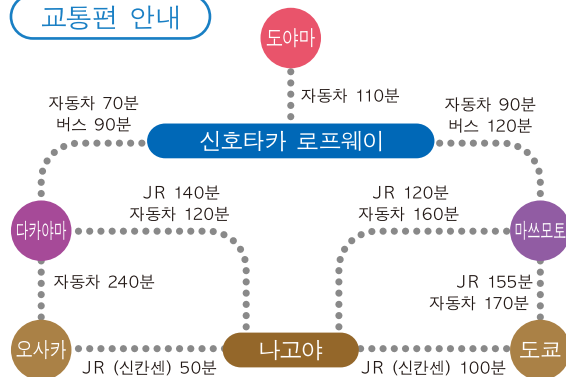 교통편 안내
도야마
자동차 110분
자동차 70분
버스 90분
자동차 90분
버스 120분
신호타카 로프웨이
JR 140분
자동차 120분
JR 120분
자동차 160분
다카야마
마쓰모토
자동차 240분
JR 155분
자동차 170분
오사카
나고야
도쿄
JR (신칸센) 50분
JR (신칸센) 100분